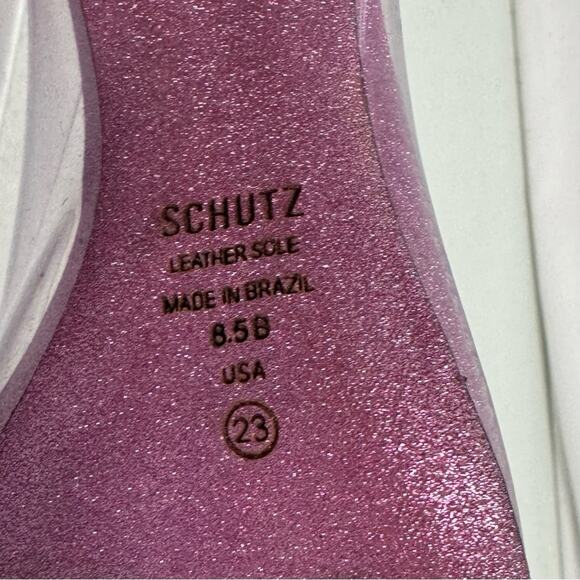 SCHUTZ
LEATHER SOLE
MADE IN BRAZIL
8.5 B
USA
23